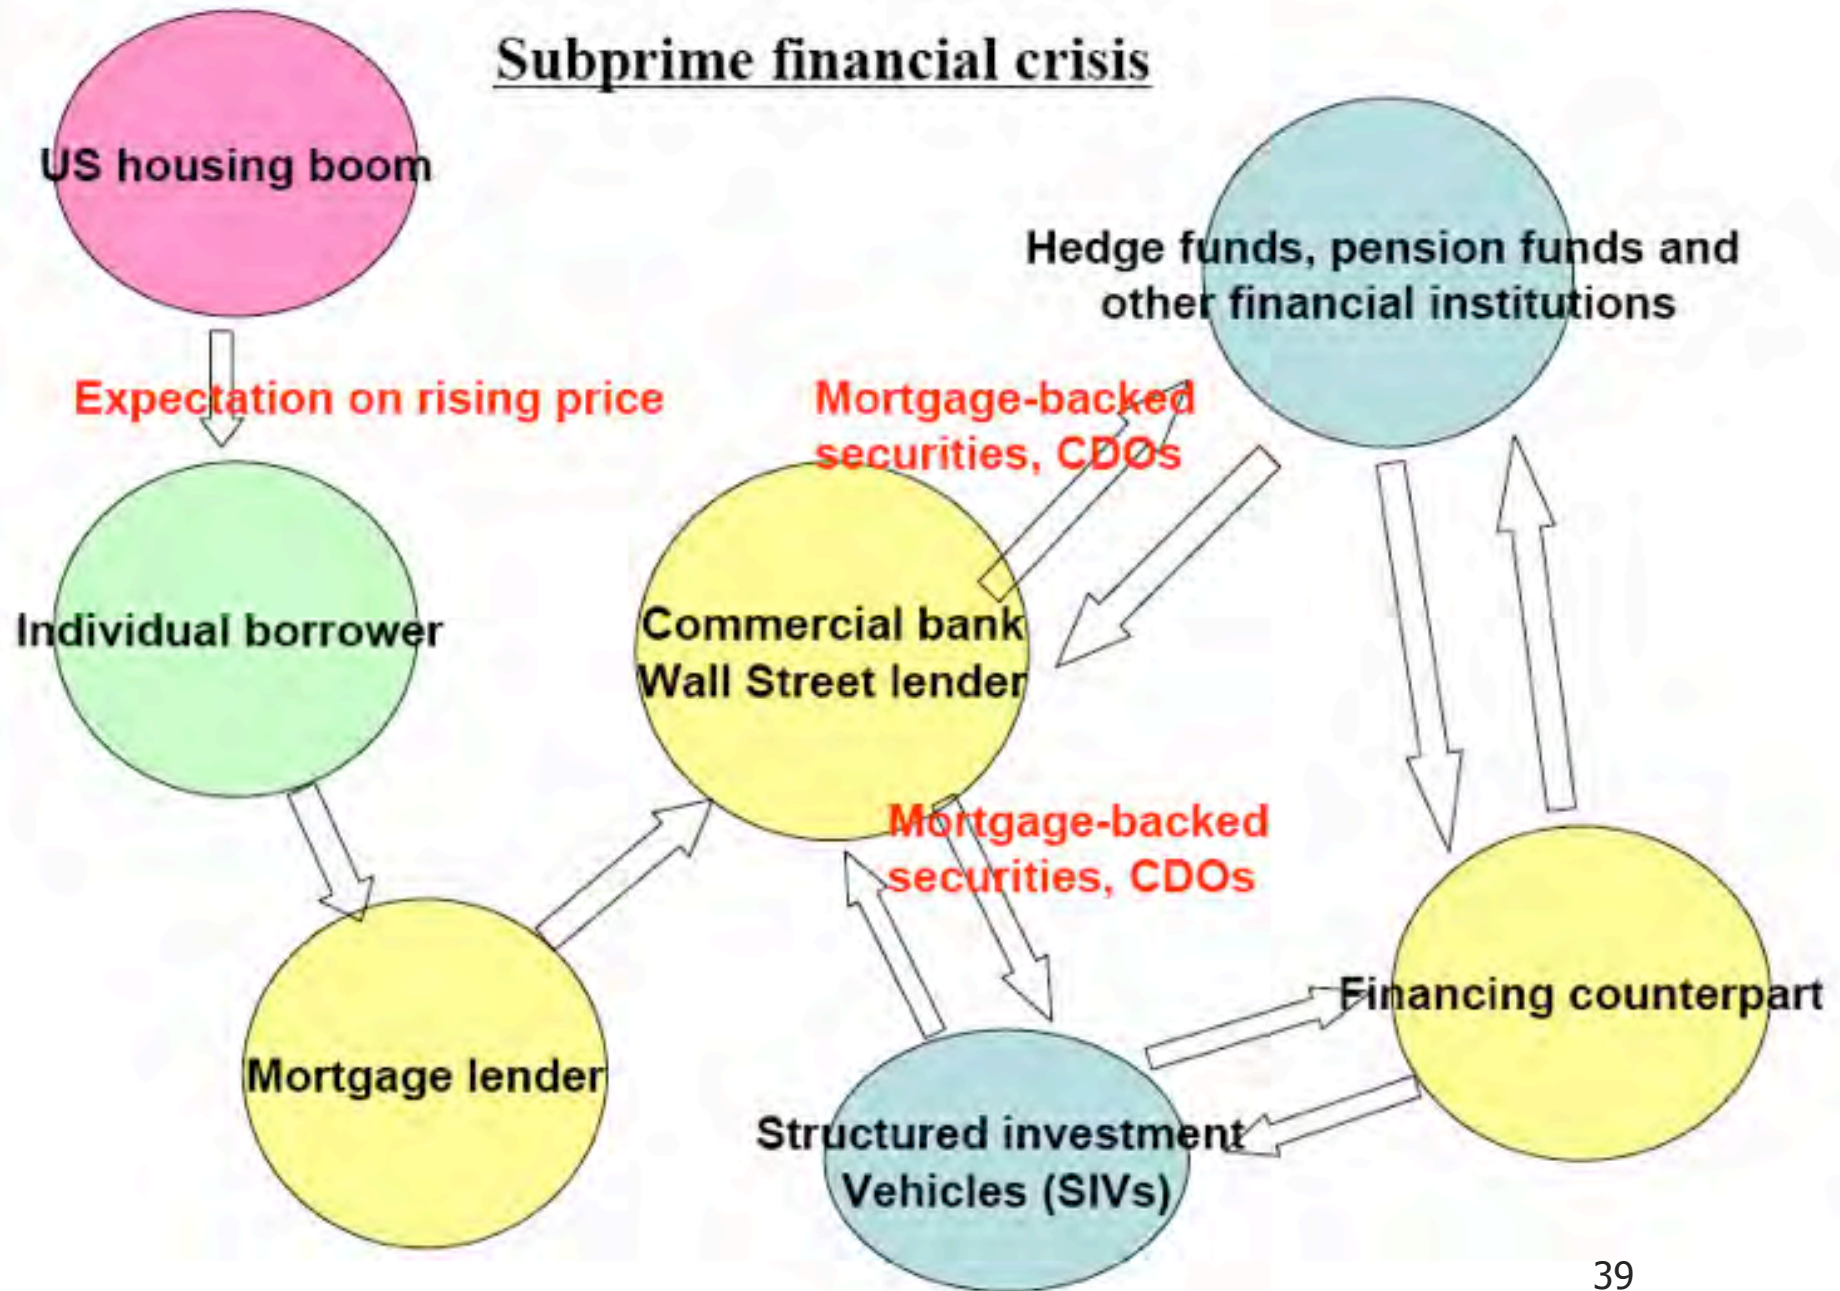 Subprime financial crisis
US housing boom
Hedge funds, pension funds and
other financial institutions
Expectation on rising price
Mortgage-backed
securities, CDOs
Individual borrower
Commercial bank
Wall Street lender
Mortgage-backed
securities, CDOs
Financing counterpart
Mortgage lender
Structured investment
Vehicles (SIVs)
39